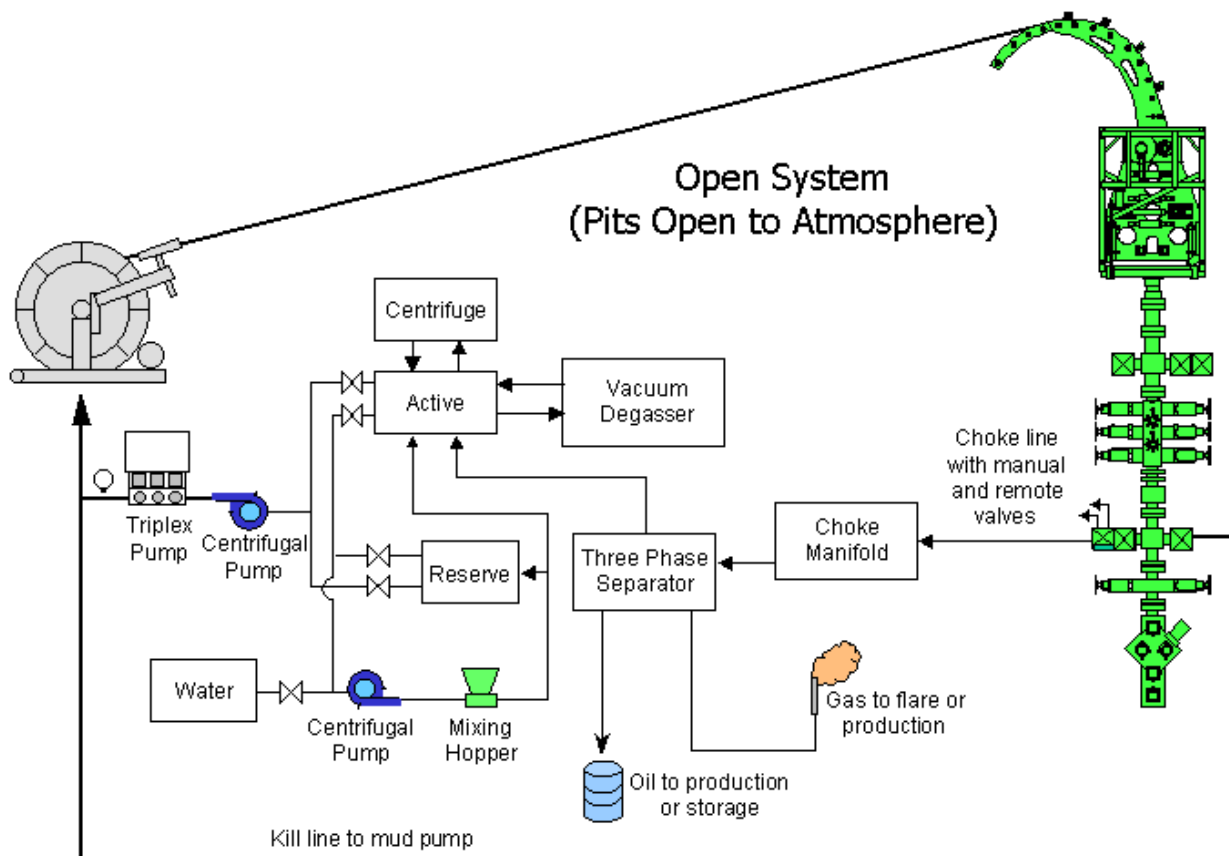 Open System
(Pits Open to Atmosphere)
Centrifuge
Active
Vacuum
Degasser
Choke line
with manual
and remote
valves
Triplex
Pump
Centrifugal
Pump
Reserve
Three Phase
Separator
Choke
Manifold
Water
Centrifugal
Pump
Mixing
Hopper
Gas to flare or
production
Oil to production
or storage
Kill line to mud pump